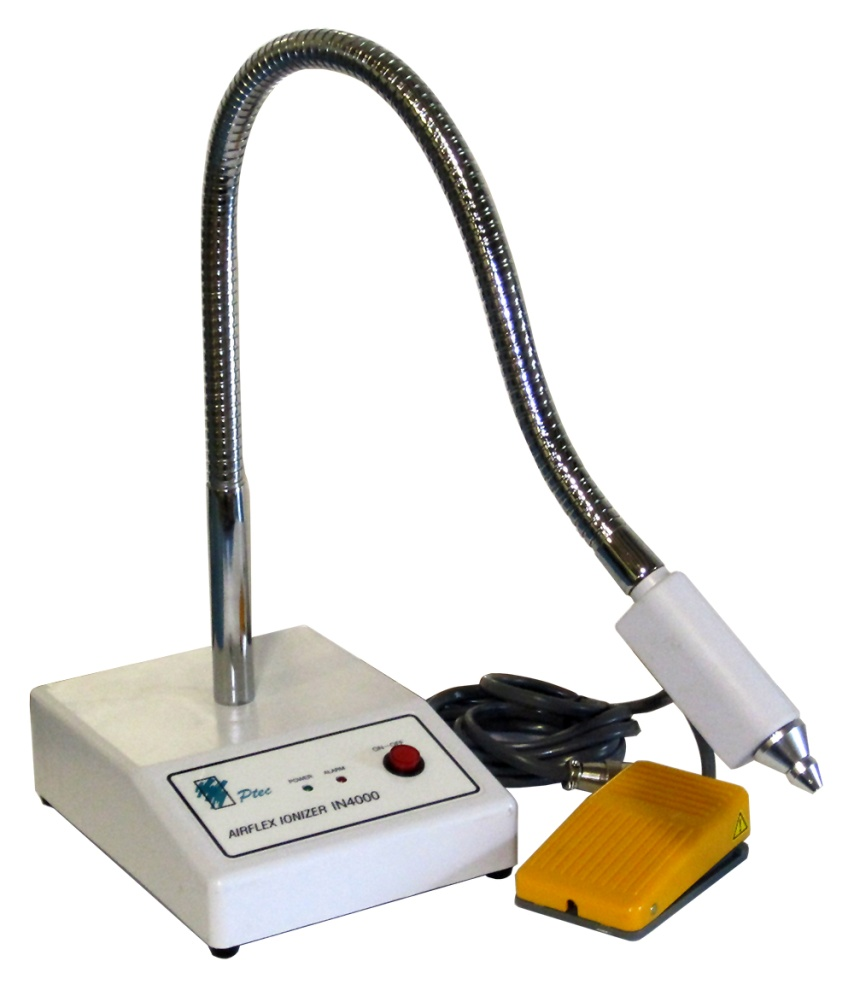 ON-OFF
POWER ALARM
Ptec
AIRFLEX IONIZER IN4000